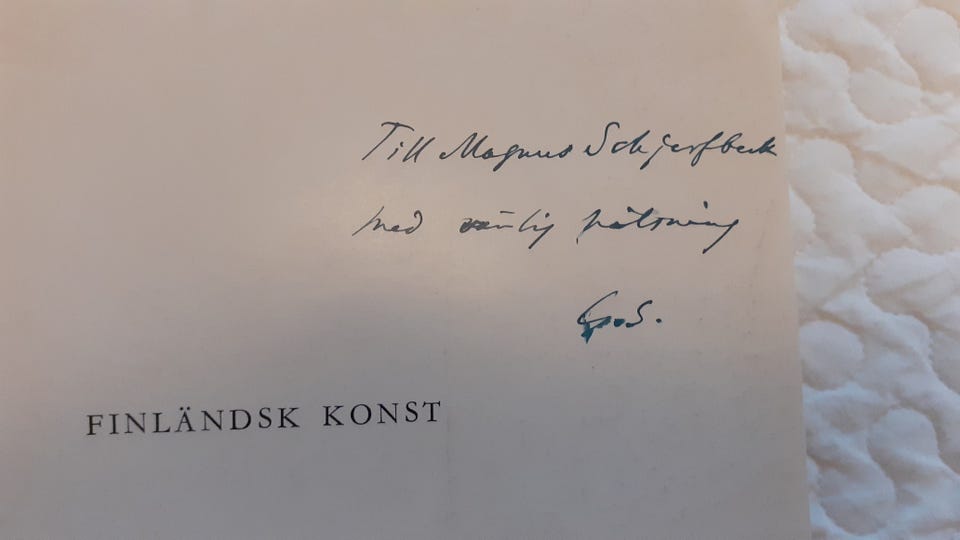 Till Magnus Schjerfbeck
med vänlig hälsning
G.S.
FINLÄNDSK KONST